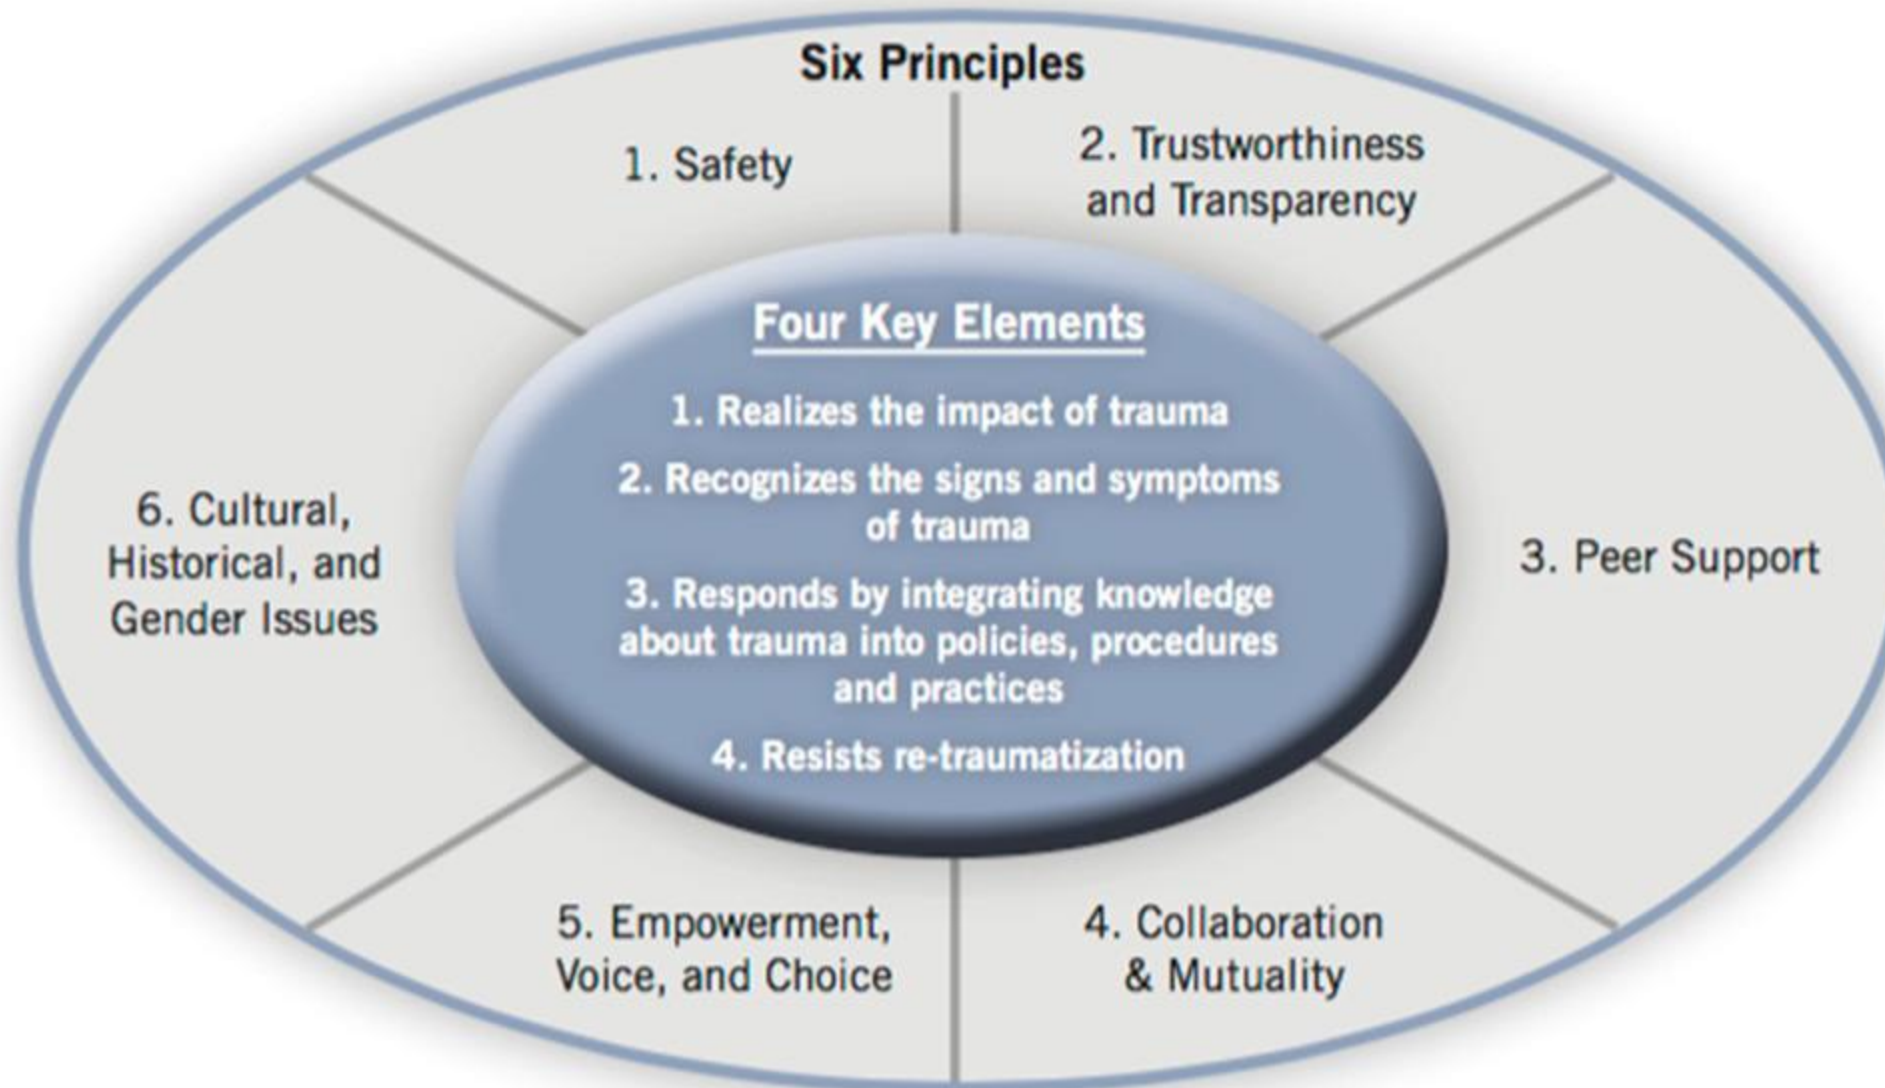 Six Principles
1. Safety
2. Trustworthiness
and Transparency
3. Peer Support
4. Collaboration
& Mutuality
5. Empowerment,
Voice, and Choice
6. Cultural,
Historical, and
Gender Issues
Four Key Elements
1. Realizes the impact of trauma
2. Recognizes the signs and symptoms
of trauma
3. Responds by integrating knowledge
about trauma into policies, procedures
and practices
4. Resists re-traumatization